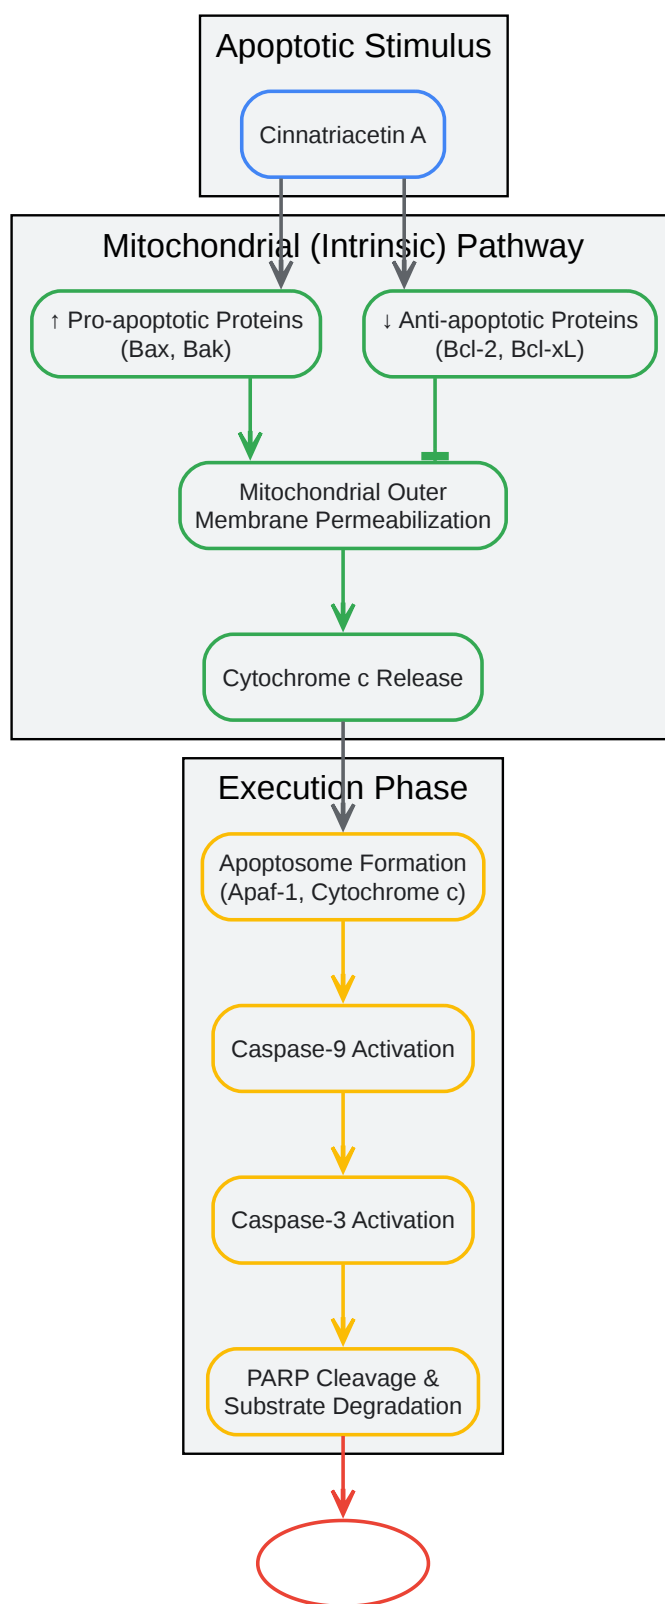 Apoptotic Stimulus
Cinnatriacetin A
Mitochondrial (Intrinsic) Pathway
↑ Pro-apoptotic Proteins
(Bax, Bak)
↓ Anti-apoptotic Proteins
(Bcl-2, Bcl-xL)
Mitochondrial Outer
Membrane Permeabilization
Cytochrome c Release
Execution Phase
Apoptosome Formation
(Apaf-1, Cytochrome c)
Caspase-9 Activation
Caspase-3 Activation
PARP Cleavage &
Substrate Degradation